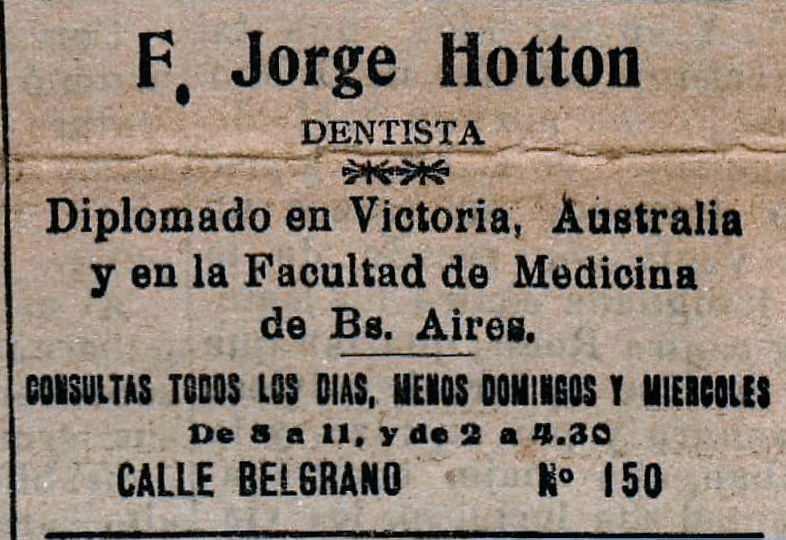 F. Jorge Hotton
DENTISTA
Diplomado en Victoria, Australia
y en la Facultad de Medicina
de Bs. Aires.
CONSULTAS TODOS LOS DIAS, MENOS DOMINGOS Y MIERCOLES
De 8 a 11, y de 2 a 4.30
CALLE BELGRANO Nº 150